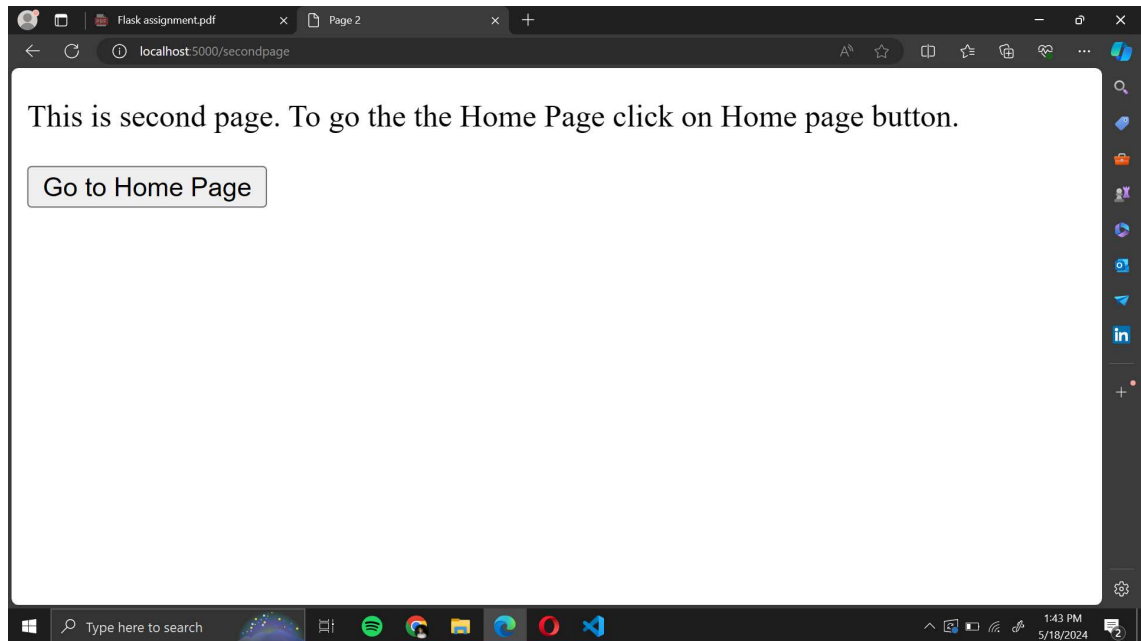 Flask assignment.pdf
Page 2
localhost:5000/secondpage
This is second page. To go the the Home Page click on Home page button.
Go to Home Page
Type here to search
1:43 PM
5/18/2024
2